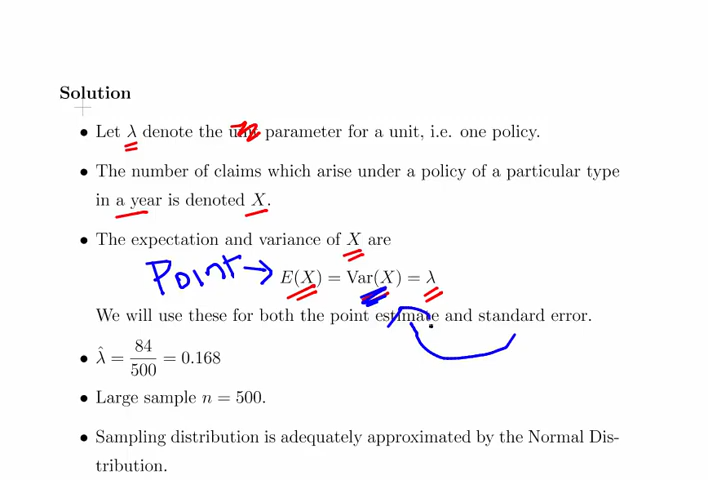 Solution
• Let λ denote the parameter for a unit, i.e. one policy.
• The number of claims which arise under a policy of a particular type
in a year is denoted X.
• The expectation and variance of X are
Point → E(X) = Var(X) = λ
We will use these for both the point estimate and standard error.
• λ̂ = 84/500 = 0.168
• Large sample n = 500.
• Sampling distribution is adequately approximated by the Normal Dis-
tribution.